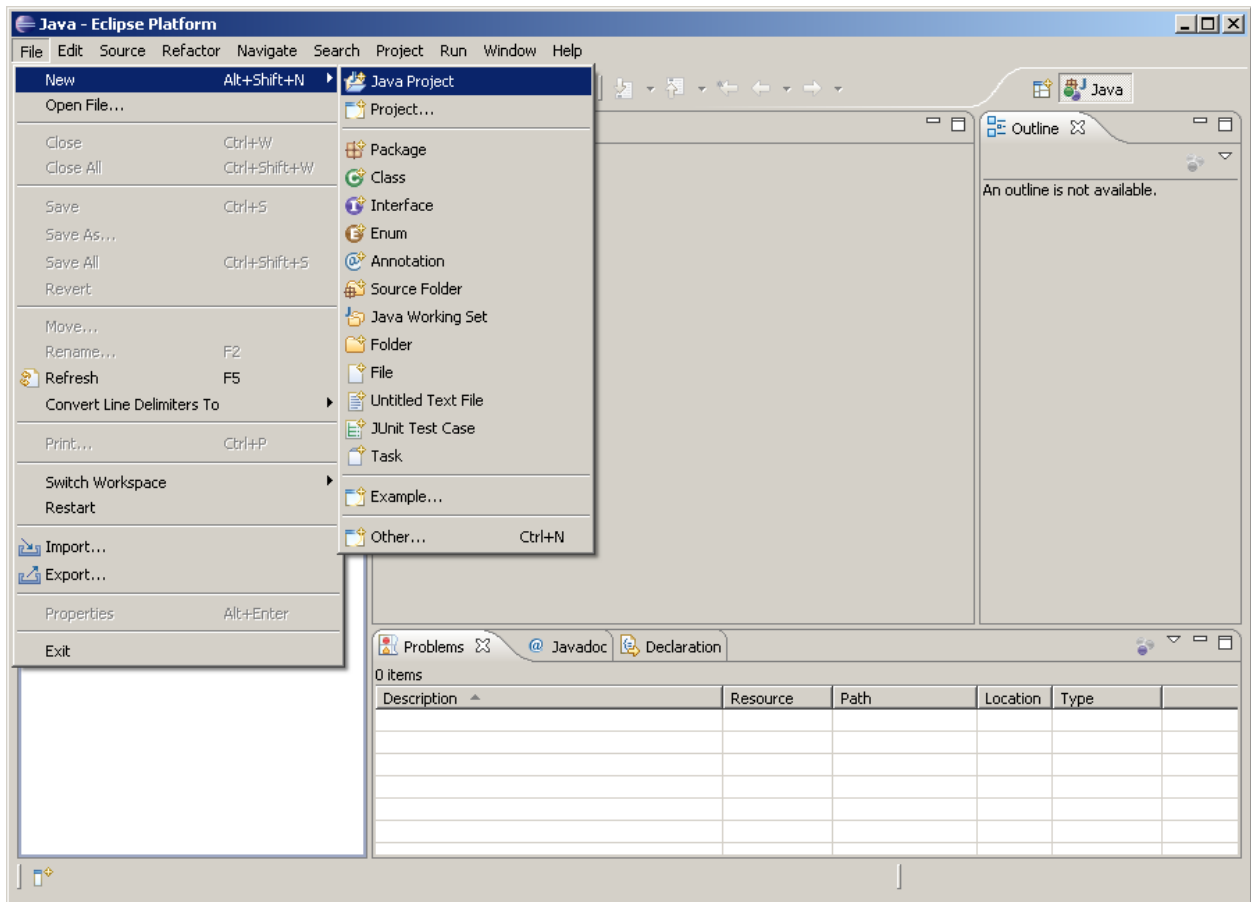 Java - Eclipse Platform
File Edit Source Refactor Navigate Search Project Run Window Help
New Alt+Shift+N
Open File...
Close Ctrl+W
Close All Ctrl+Shift+W
Save Ctrl+S
Save As...
Save All Ctrl+Shift+S
Revert
Move...
Rename... F2
Refresh F5
Convert Line Delimiters To
Print... Ctrl+P
Switch Workspace
Restart
Import...
Export...
Properties Alt+Enter
Exit
Java Project
Project...
Package
Class
Interface
Enum
Annotation
Source Folder
Java Working Set
Folder
File
Untitled Text File
JUnit Test Case
Task
Example...
Other... Ctrl+N
Java
Outline
An outline is not available.
Problems @ Javadoc Declaration
0 items
Description Resource Path Location Type